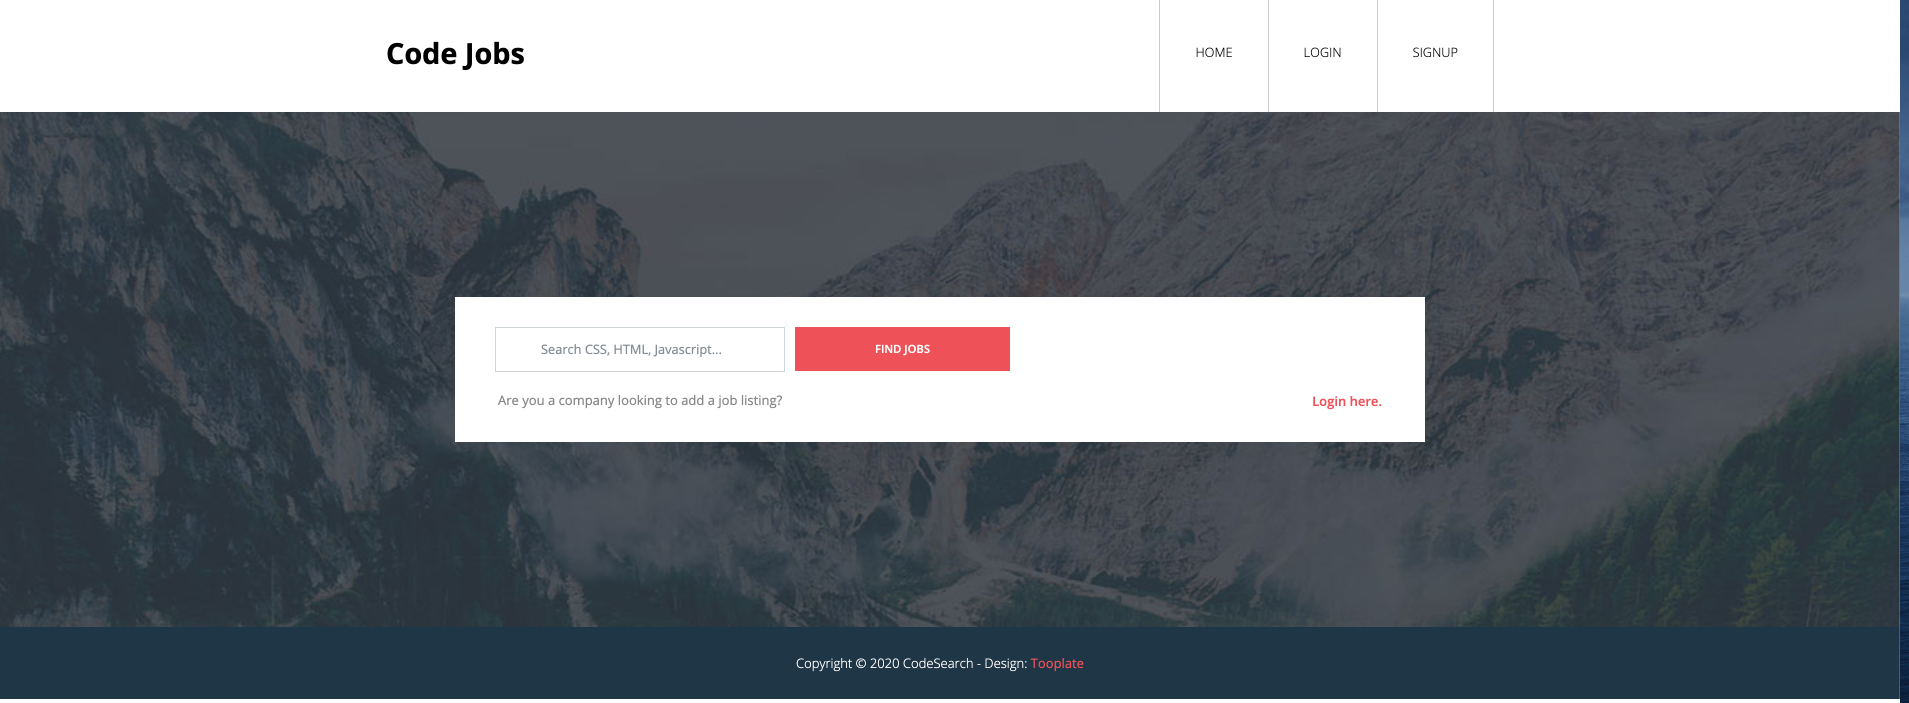 Code Jobs
HOME
LOGIN
SIGNUP
Search CSS, HTML, Javascript...
FIND JOBS
Are you a company looking to add a job listing?
Login here.
Copyright © 2020 CodeSearch - Design: Tooplate